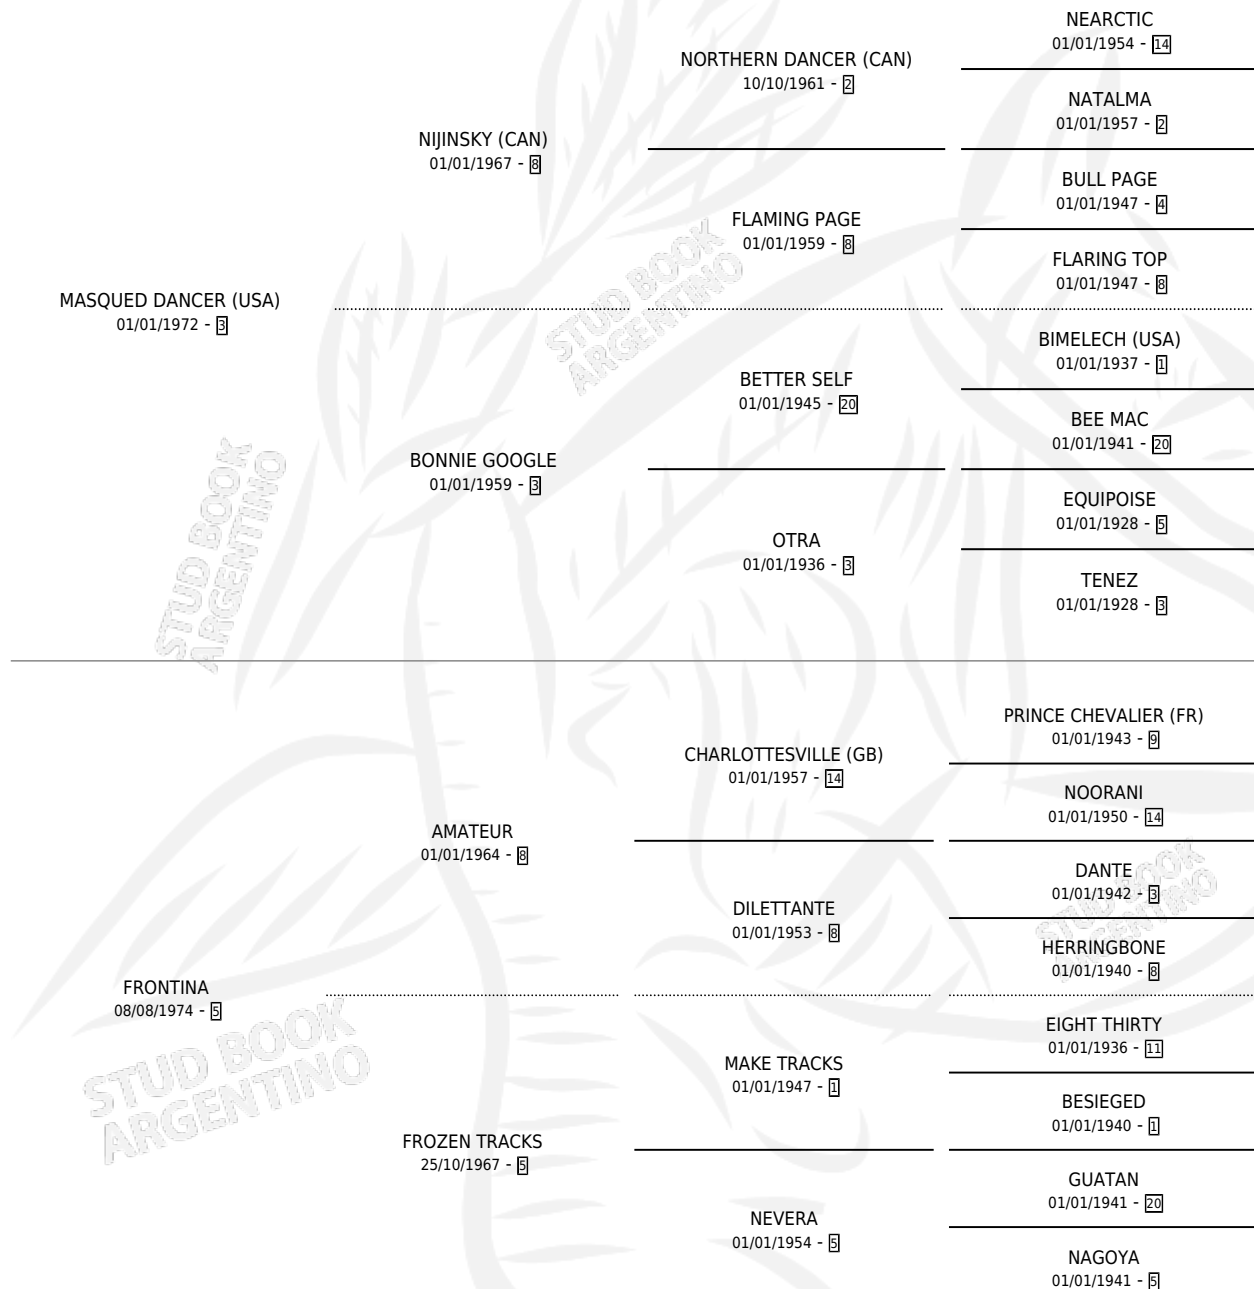 NEARCTIC
01/01/1954 - 14
NORTHERN DANCER (CAN)
10/10/1961 - 2
NATALMA
01/01/1957 - 2
NIJINSKY (CAN)
01/01/1967 - 8
BULL PAGE
01/01/1947 - 4
FLAMING PAGE
01/01/1959 - 8
FLARING TOP
01/01/1947 - 8
MASQUED DANCER (USA)
01/01/1972 - 3
STUD BOOK
ARGENTINO
BIMELECH (USA)
01/01/1937 - 1
BETTER SELF
01/01/1945 - 20
BEE MAC
01/01/1941 - 20
BONNIE GOOGLE
01/01/1959 - 3
EQUIPOISE
01/01/1928 - 5
OTRA
01/01/1936 - 3
TENEZ
01/01/1928 - 3
STUD BOOK
ARGENTINO
PRINCE CHEVALIER (FR)
01/01/1943 - 9
CHARLOTTESVILLE (GB)
01/01/1957 - 14
NOORANI
01/01/1950 - 14
AMATEUR
01/01/1964 - 8
DANTE
01/01/1942 - 3
DILETTANTE
01/01/1953 - 8
HERRINGBONE
01/01/1940 - 8
STUD BOOK
ARGENTINO
FRONTINA
08/08/1974 - 5
EIGHT THIRTY
01/01/1936 - 11
MAKE TRACKS
01/01/1947 - 1
BESIEGED
01/01/1940 - 1
STUD BOOK
ARGENTINO
FROZEN TRACKS
25/10/1967 - 5
GUATAN
01/01/1941 - 20
NEVERA
01/01/1954 - 5
NAGOYA
01/01/1941 - 5